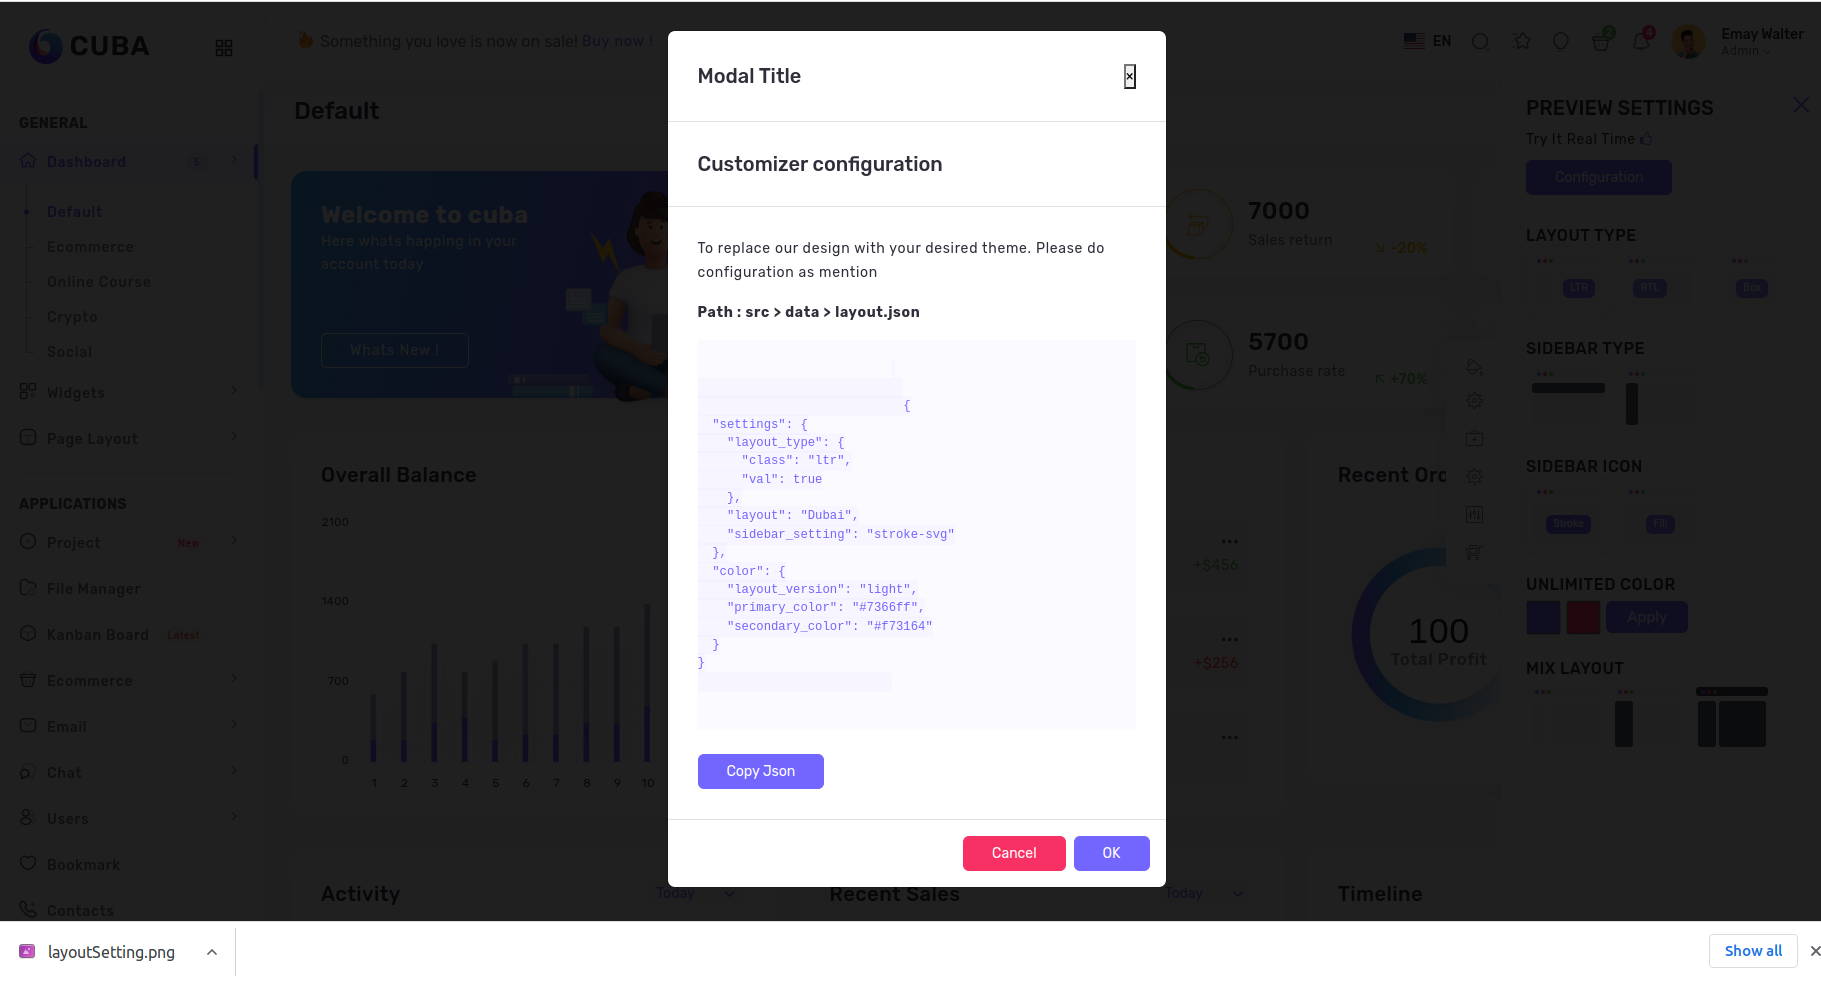 CUBA
Something you love is now on sale! Buy now !
EN
2
4
Emay Walter
Admin
GENERAL
Dashboard
5
Default
Ecommerce
Online Course
Crypto
Social
Widgets
Page Layout
APPLICATIONS
Project
New
File Manager
Kanban Board
Latest
Ecommerce
Email
Chat
Users
Bookmark
Contacts
Default
Welcome to cuba
Here whats happing in your
account today
Whats New !
Overall Balance
2100
1400
700
0
1 2 3 4 5 6 7 8 9 10
Activity
Today
Modal Title
×
Customizer configuration
To replace our design with your desired theme. Please do
configuration as mention
Path : src > data > layout.json
{
"settings": {
"layout_type": {
"class": "ltr",
"val": true
},
"layout": "Dubai",
"sidebar_setting": "stroke-svg"
},
"color": {
"layout_version": "light",
"primary_color": "#7366ff",
"secondary_color": "#f73164"
}
}
Copy Json
Cancel
OK
Recent Sales
Today
7000
Sales return
-20%
5700
Purchase rate
+70%
+$456
+$256
Recent Orc
100
Total Profit
Timeline
PREVIEW SETTINGS
Try It Real Time
Configuration
LAYOUT TYPE
LTR
RTL
Box
SIDEBAR TYPE
SIDEBAR ICON
Stroke
Fill
UNLIMITED COLOR
Apply
MIX LAYOUT
layoutSetting.png
Show all